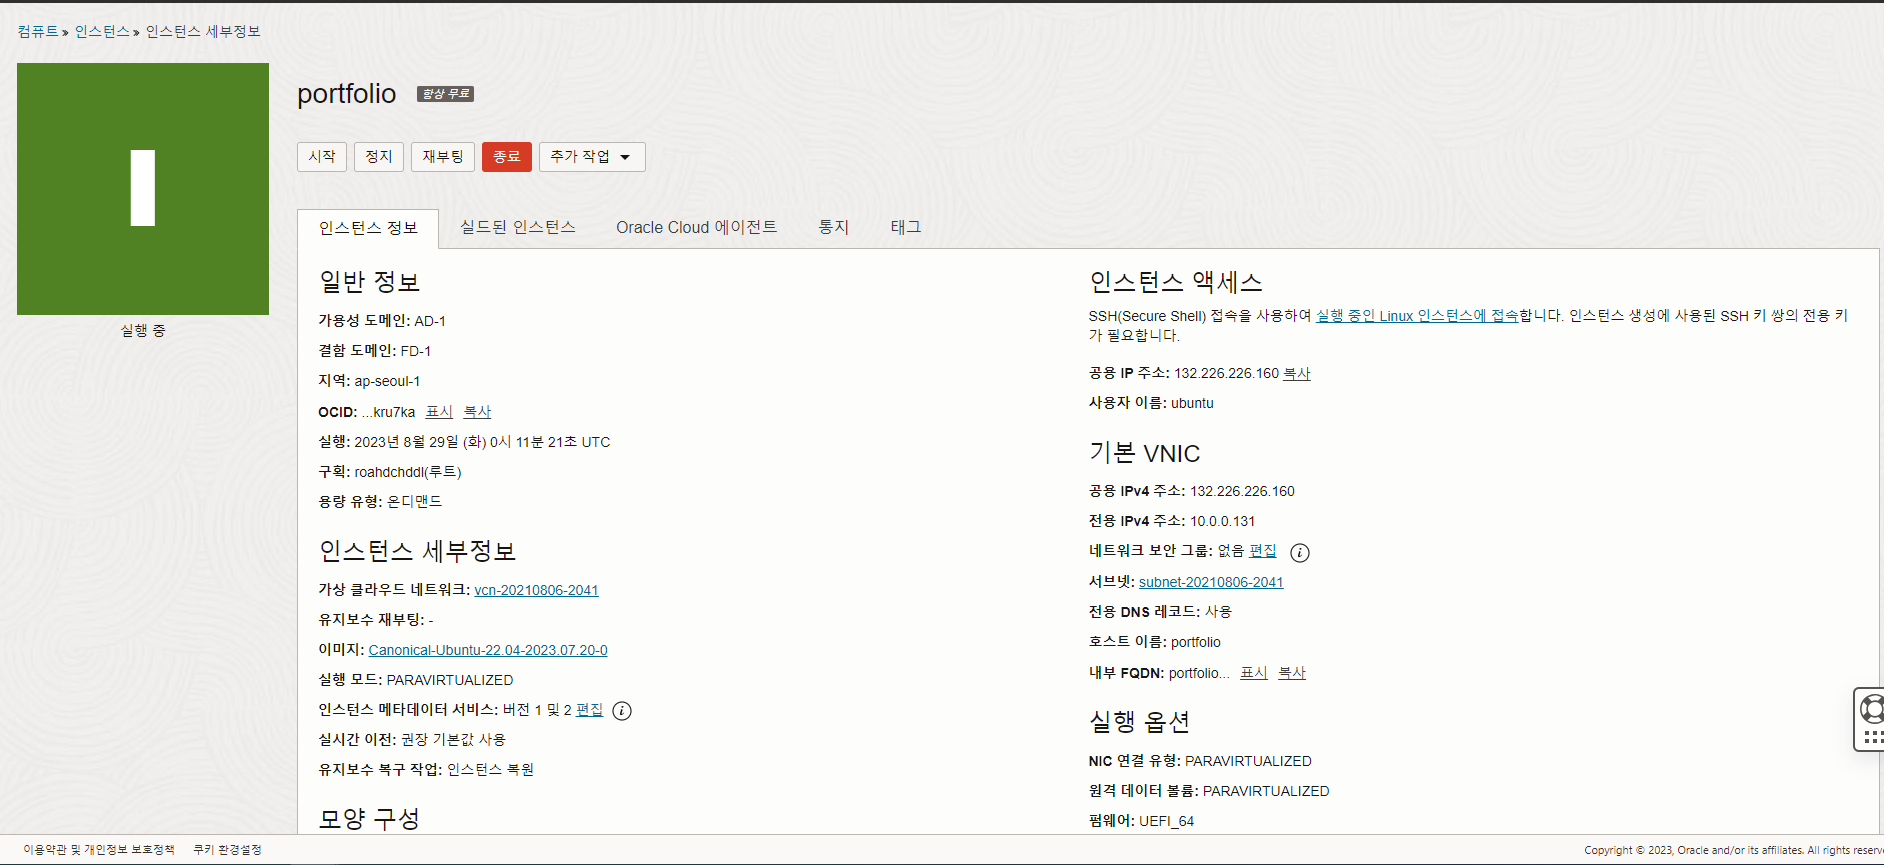 컴퓨트 » 인스턴스 » 인스턴스 세부정보
portfolio 항상 무료
시작 정지 재부팅 종료 추가 작업
실행 중
인스턴스 정보 실드된 인스턴스 Oracle Cloud 에이전트 통지 태그
일반 정보
가용성 도메인: AD-1
결함 도메인: FD-1
지역: ap-seoul-1
OCID: ...kru7ka 표시 복사
실행: 2023년 8월 29일 (화) 0시 11분 21초 UTC
구획: roahdchddl(루트)
용량 유형: 온디맨드
인스턴스 세부정보
가상 클라우드 네트워크: vcn-20210806-2041
유지보수 재부팅: -
이미지: Canonical-Ubuntu-22.04-2023.07.20-0
실행 모드: PARAVIRTUALIZED
인스턴스 메타데이터 서비스: 버전 1 및 2 편집 i
실시간 이전: 권장 기본값 사용
유지보수 복구 작업: 인스턴스 복원
모양 구성
인스턴스 액세스
SSH(Secure Shell) 접속을 사용하여 실행 중인 Linux 인스턴스에 접속합니다. 인스턴스 생성에 사용된 SSH 키 쌍의 전용 키
가 필요합니다.
공용 IP 주소: 132.226.226.160 복사
사용자 이름: ubuntu
기본 VNIC
공용 IPv4 주소: 132.226.226.160
전용 IPv4 주소: 10.0.0.131
네트워크 보안 그룹: 없음 편집 i
서브넷: subnet-20210806-2041
전용 DNS 레코드: 사용
호스트 이름: portfolio
내부 FQDN: portfolio... 표시 복사
실행 옵션
NIC 연결 유형: PARAVIRTUALIZED
원격 데이터 볼륨: PARAVIRTUALIZED
펌웨어: UEFI_64
이용약관 및 개인정보 보호정책 쿠키 환경설정
Copyright © 2023, Oracle and/or its affiliates. All rights reserve